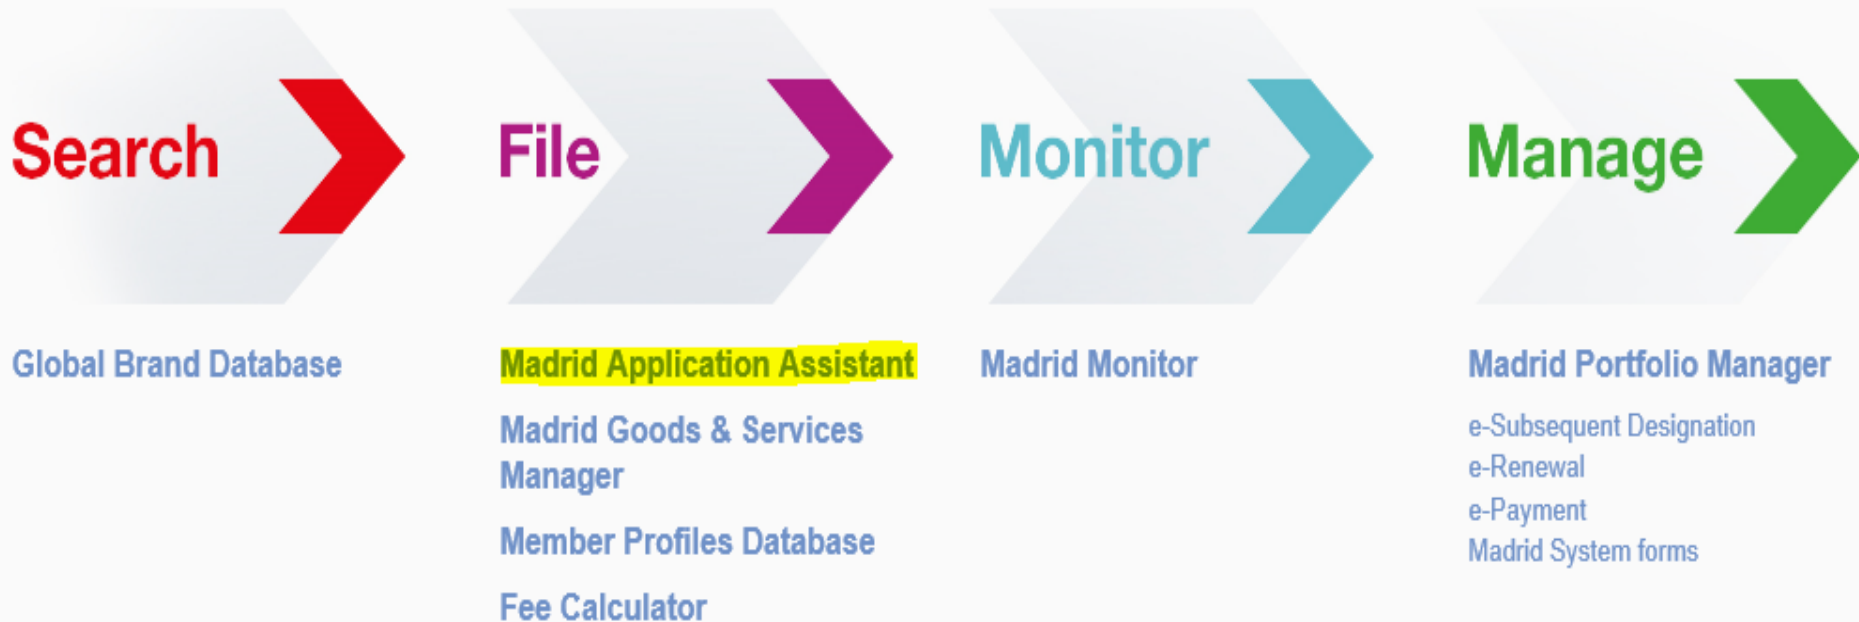 Search
File
Monitor
Manage
Global Brand Database
Madrid Application Assistant
Madrid Goods & Services
Manager
Member Profiles Database
Fee Calculator
Madrid Monitor
Madrid Portfolio Manager
e-Subsequent Designation
e-Renewal
e-Payment
Madrid System forms